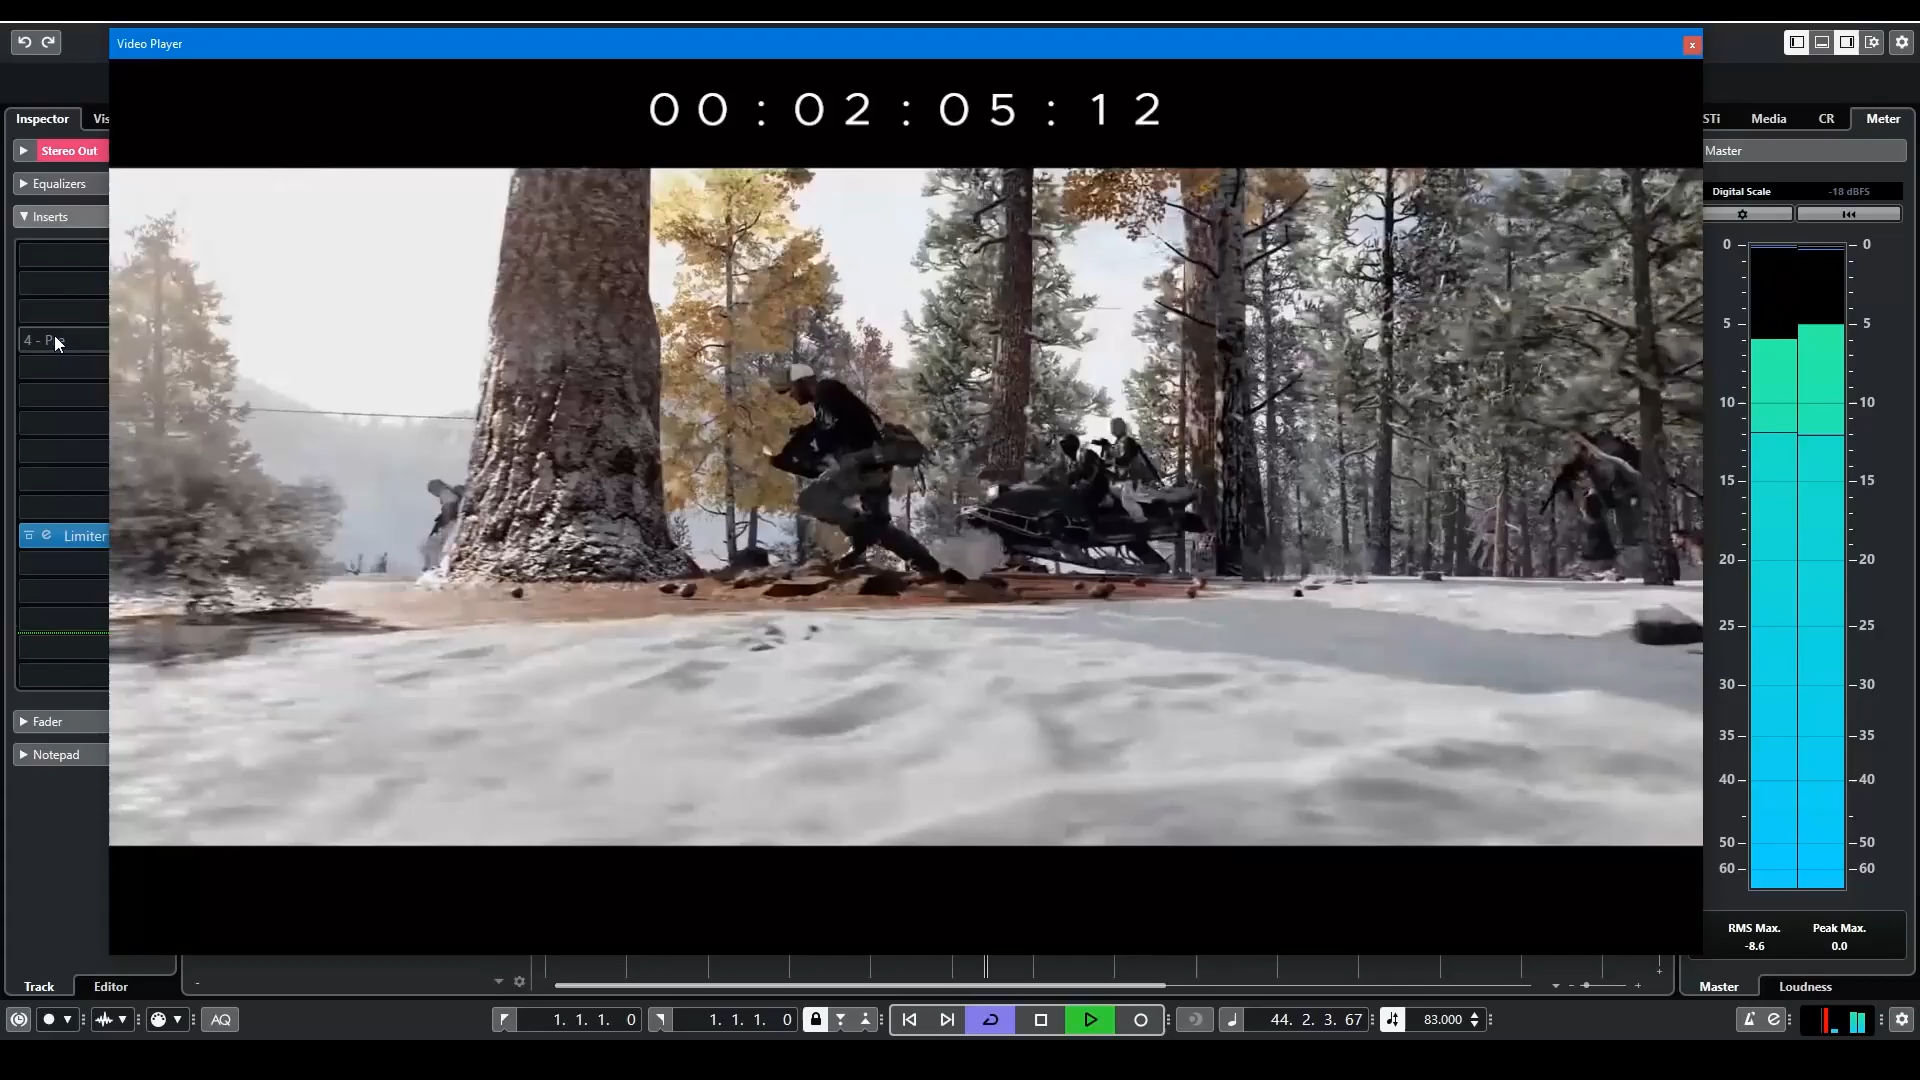 Video Player
00:02:05:12
Inspector
Stereo Out
Equalizers
Inserts
Limiter
Fader
Notepad
Track Editor
Media CR Meter
Master
Digital Scale -18 dBFS
0 0
5 5
10 10
15 15
20 20
25 25
30 30
35 35
40 40
50 50
60 60
RMS Max. Peak Max.
-8.6 0.0
Master Loudness
AQ
1. 1. 1. 0
1. 1. 1. 0
44. 2. 3. 67
83.000